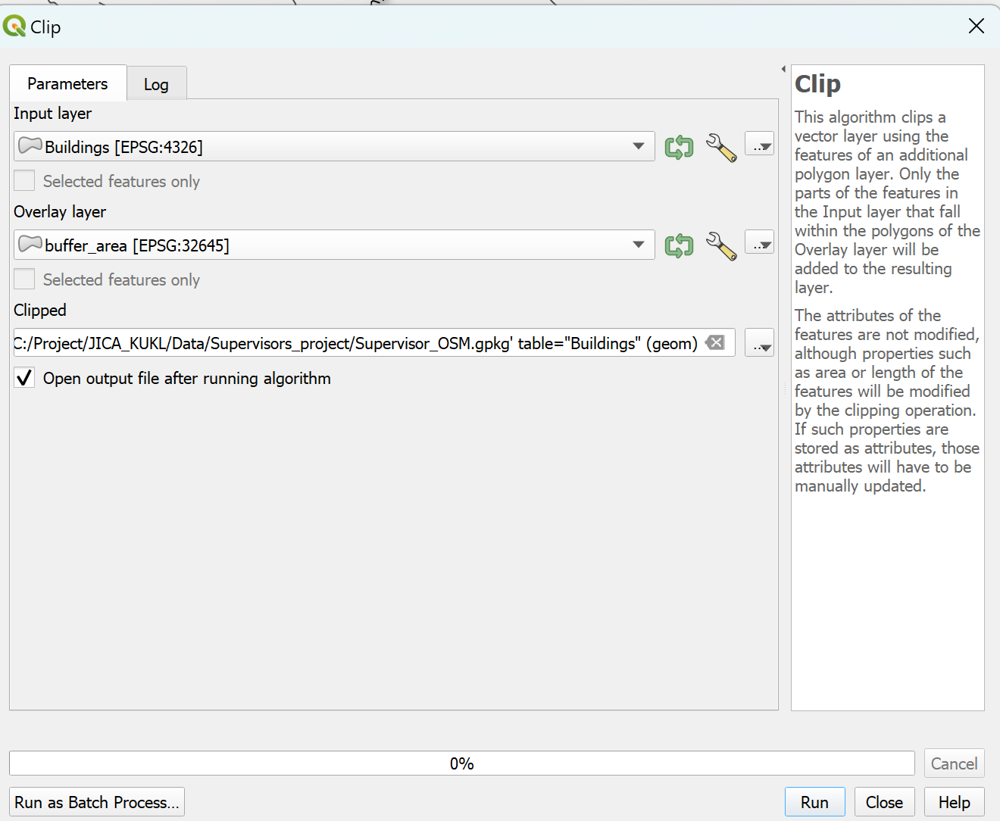 Clip
Parameters
Log
Input layer
Buildings [EPSG:4326]
...
Selected features only
Overlay layer
buffer_area [EPSG:32645]
...
Selected features only
Clipped
C:/Project/JICA_KUKL/Data/Supervisors_project/Supervisor_OSM.gpkg' table="Buildings" (geom)
...
Open output file after running algorithm
Clip
This algorithm clips a
vector layer using the
features of an additional
polygon layer. Only the
parts of the features in
the Input layer that fall
within the polygons of the
Overlay layer will be
added to the resulting
layer.
The attributes of the
features are not modified,
although properties such
as area or length of the
features will be modified
by the clipping operation.
If such properties are
stored as attributes, those
attributes will have to be
manually updated.
0%
Cancel
Run as Batch Process...
Run
Close
Help